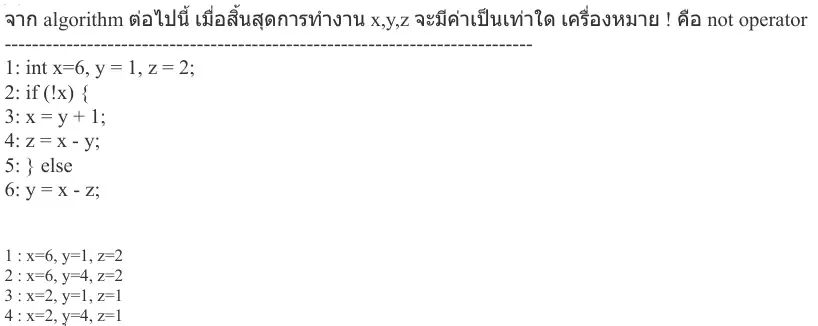 จาก algorithm ต่อไปนี้ เมื่อสิ้นสุดการทำงาน x,y,z จะมีค่าเป็นเท่าใด เครื่องหมาย ! คือ not operator
------------------------------------------------------------------------------
1: int x=6, y = 1, z = 2;
2: if (!x) {
3: x = y + 1;
4: z = x - y;
5: } else
6: y = x - z;
1 : x=6, y=1, z=2
2 : x=6, y=4, z=2
3 : x=2, y=1, z=1
4 : x=2, y=4, z=1